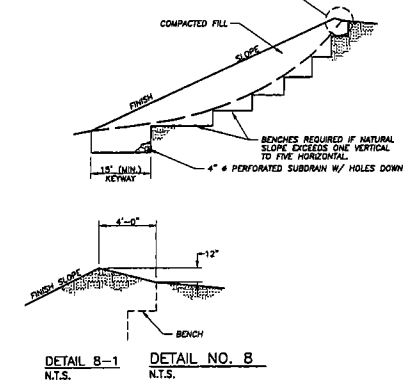 COMPACTED FILL
FINISH SLOPE
BENCHES REQUIRED IF NATURAL
SLOPE EXCEEDS ONE VERTICAL
TO FIVE HORIZONTAL.
4" ϕ PERFORATED SUBDRAIN W/ HOLES DOWN
15' (MIN.)
KEYWAY
4'-0"
12"
FINISH SLOPE
BENCH
DETAIL 8-1
N.T.S.
DETAIL NO. 8
N.T.S.